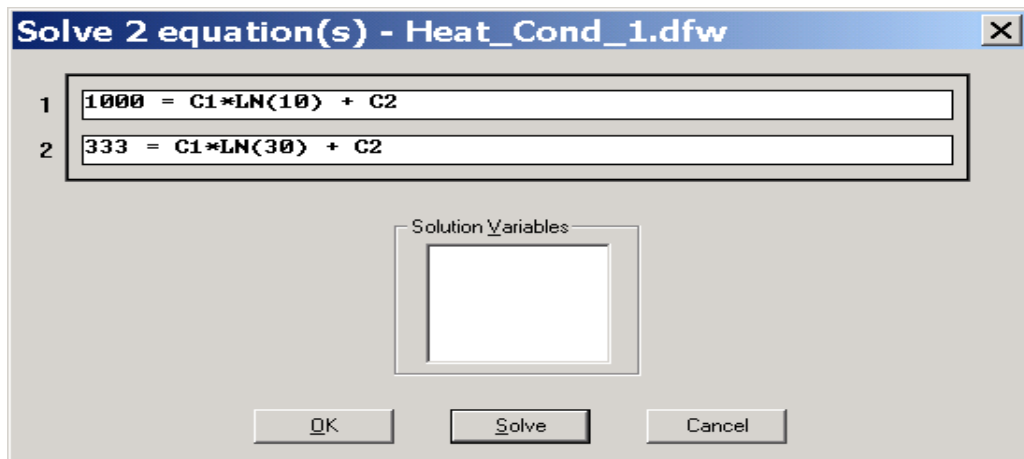 Solve 2 equation(s) - Heat_Cond_1.dfw
1 1000 = C1*LN(10) + C2
2 333 = C1*LN(30) + C2
Solution Variables
OK Solve Cancel